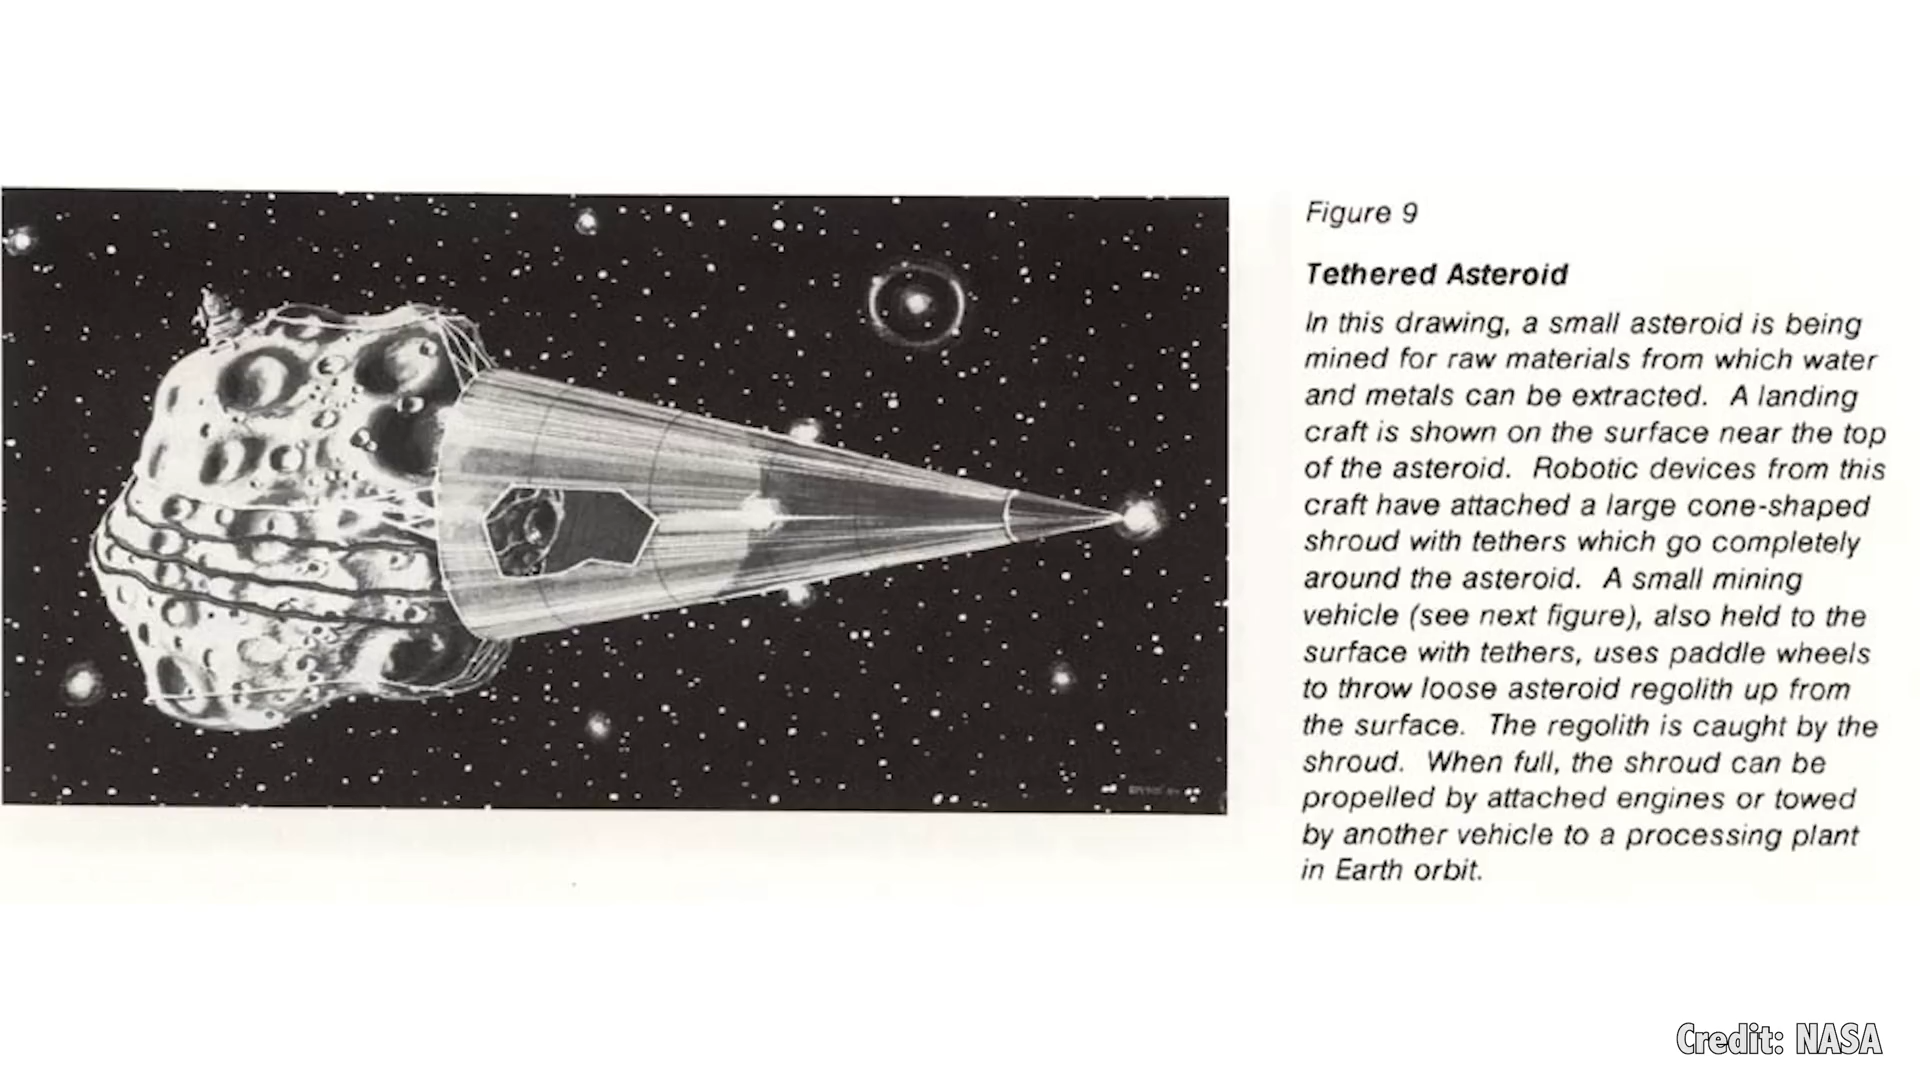 Figure 9
Tethered Asteroid
In this drawing, a small asteroid is being
mined for raw materials from which water
and metals can be extracted. A landing
craft is shown on the surface near the top
of the asteroid. Robotic devices from this
craft have attached a large cone-shaped
shroud with tethers which go completely
around the asteroid. A small mining
vehicle (see next figure), also held to the
surface with tethers, uses paddle wheels
to throw loose asteroid regolith up from
the surface. The regolith is caught by the
shroud. When full, the shroud can be
propelled by attached engines or towed
by another vehicle to a processing plant
in Earth orbit.
Credit: NASA